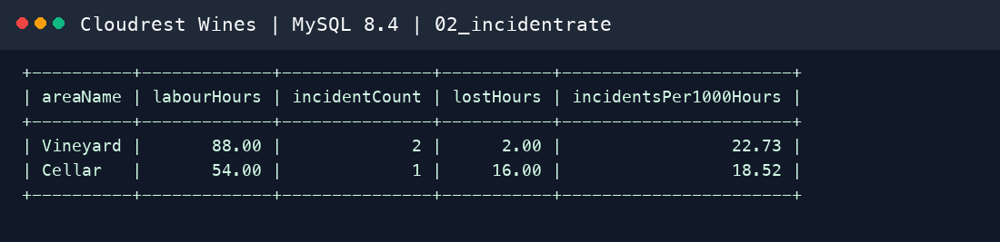 Cloudrest Wines | MySQL 8.4 | 02_incidentrate
+----------+-------------+---------------+-----------+-----------------------+
| areaName | labourHours | incidentCount | lostHours | incidentsPer1000Hours |
+----------+-------------+---------------+-----------+-----------------------+
| Vineyard |       88.00 |             2 |      2.00 |                 22.73 |
| Cellar   |       54.00 |             1 |     16.00 |                 18.52 |
+----------+-------------+---------------+-----------+-----------------------+